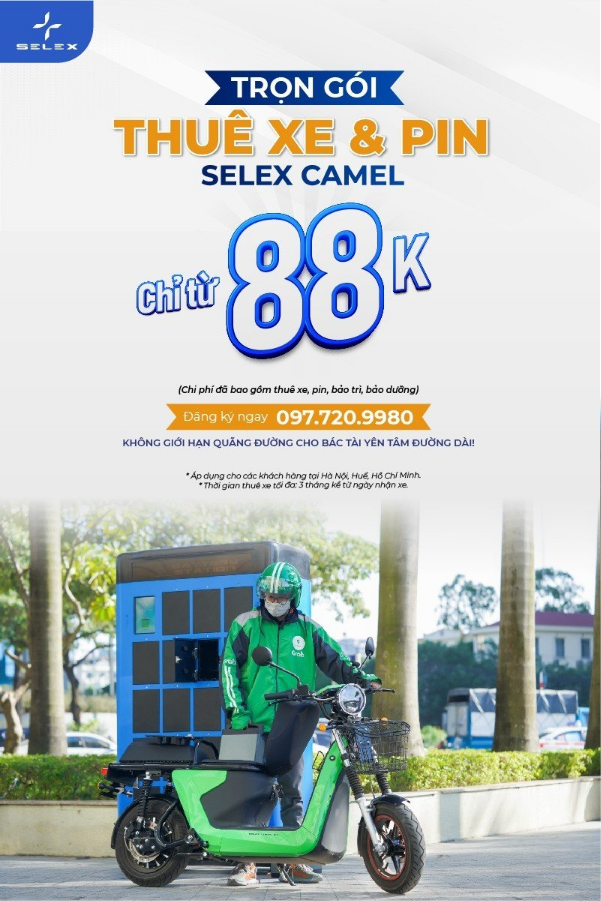 SELEX
TRỌN GÓI
THUÊ XE & PIN
SELEX CAMEL
Chỉ từ 88K
(Chi phí đã bao gồm thuê xe, pin, bảo trì, bảo dưỡng)
Đăng ký ngay 097.720.9980
KHÔNG GIỚI HẠN QUÃNG ĐƯỜNG CHO BÁC TÀI YÊN TÂM ĐƯỜNG DÀI!
* Áp dụng cho các khách hàng tại Hà Nội, Huế, Hồ Chí Minh.
* Thời gian thuê xe tối đa: 3 tháng kể từ ngày nhận xe.
Grab